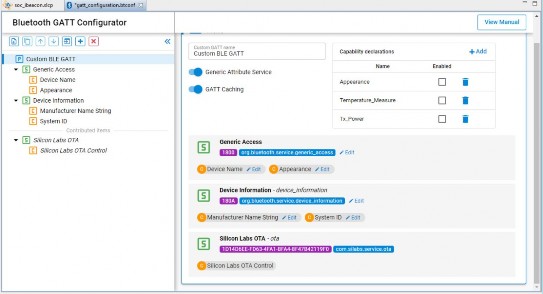 soc_ibeacon.slcp
*gatt_configuration.btconf
Bluetooth GATT Configurator
View Manual
Custom BLE GATT
Generic Access
Device Name
Appearance
Device Information
Manufacturer Name String
System ID
Contributed Items
Silicon Labs OTA
Silicon Labs OTA Control
Custom GATT name
Custom BLE GATT
Generic Attribute Service
GATT Caching
Capability declarations
+ Add
Name Enabled
Appearance
Temperature_Measure
Tx_Power
Generic Access
1800 org.bluetooth.service.generic_access Edit
Device Name Edit Appearance Edit
Device Information - device_information
180A org.bluetooth.service.device_information Edit
Manufacturer Name String Edit System ID Edit
Silicon Labs OTA - ota
1D14D6EE-FD63-4FA1-BFA4-8F47B42119F0 com.silabs.service.ota
Silicon Labs OTA Control